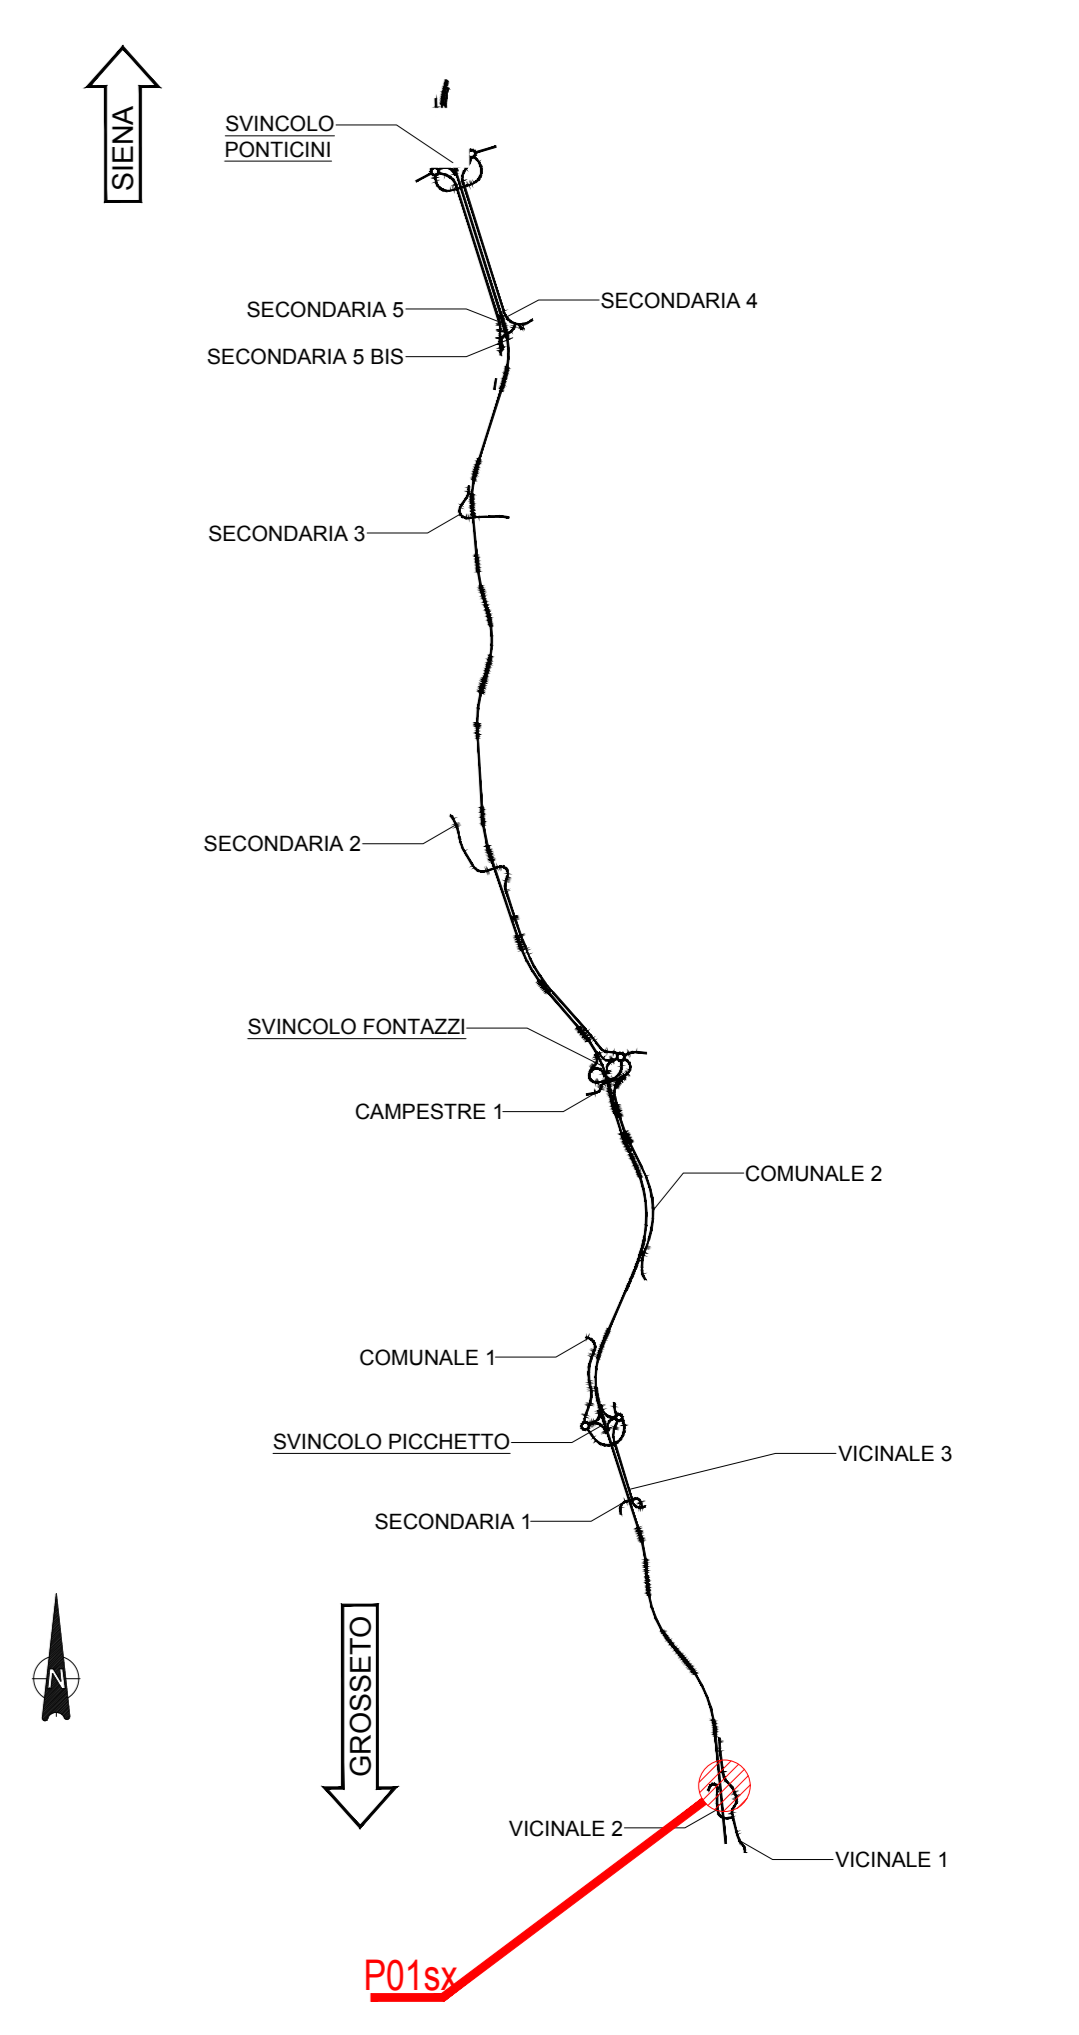 SIENA
SVINCOLO
PONTICINI
SECONDARIA 4
SECONDARIA 5
SECONDARIA 5 BIS
SECONDARIA 3
SECONDARIA 2
SVINCOLO FONTAZZI
CAMPESTRE 1
COMUNALE 2
COMUNALE 1
SVINCOLO PICCHETTO
VICINALE 3
SECONDARIA 1
GROSSETO
N
VICINALE 2
VICINALE 1
P01sx